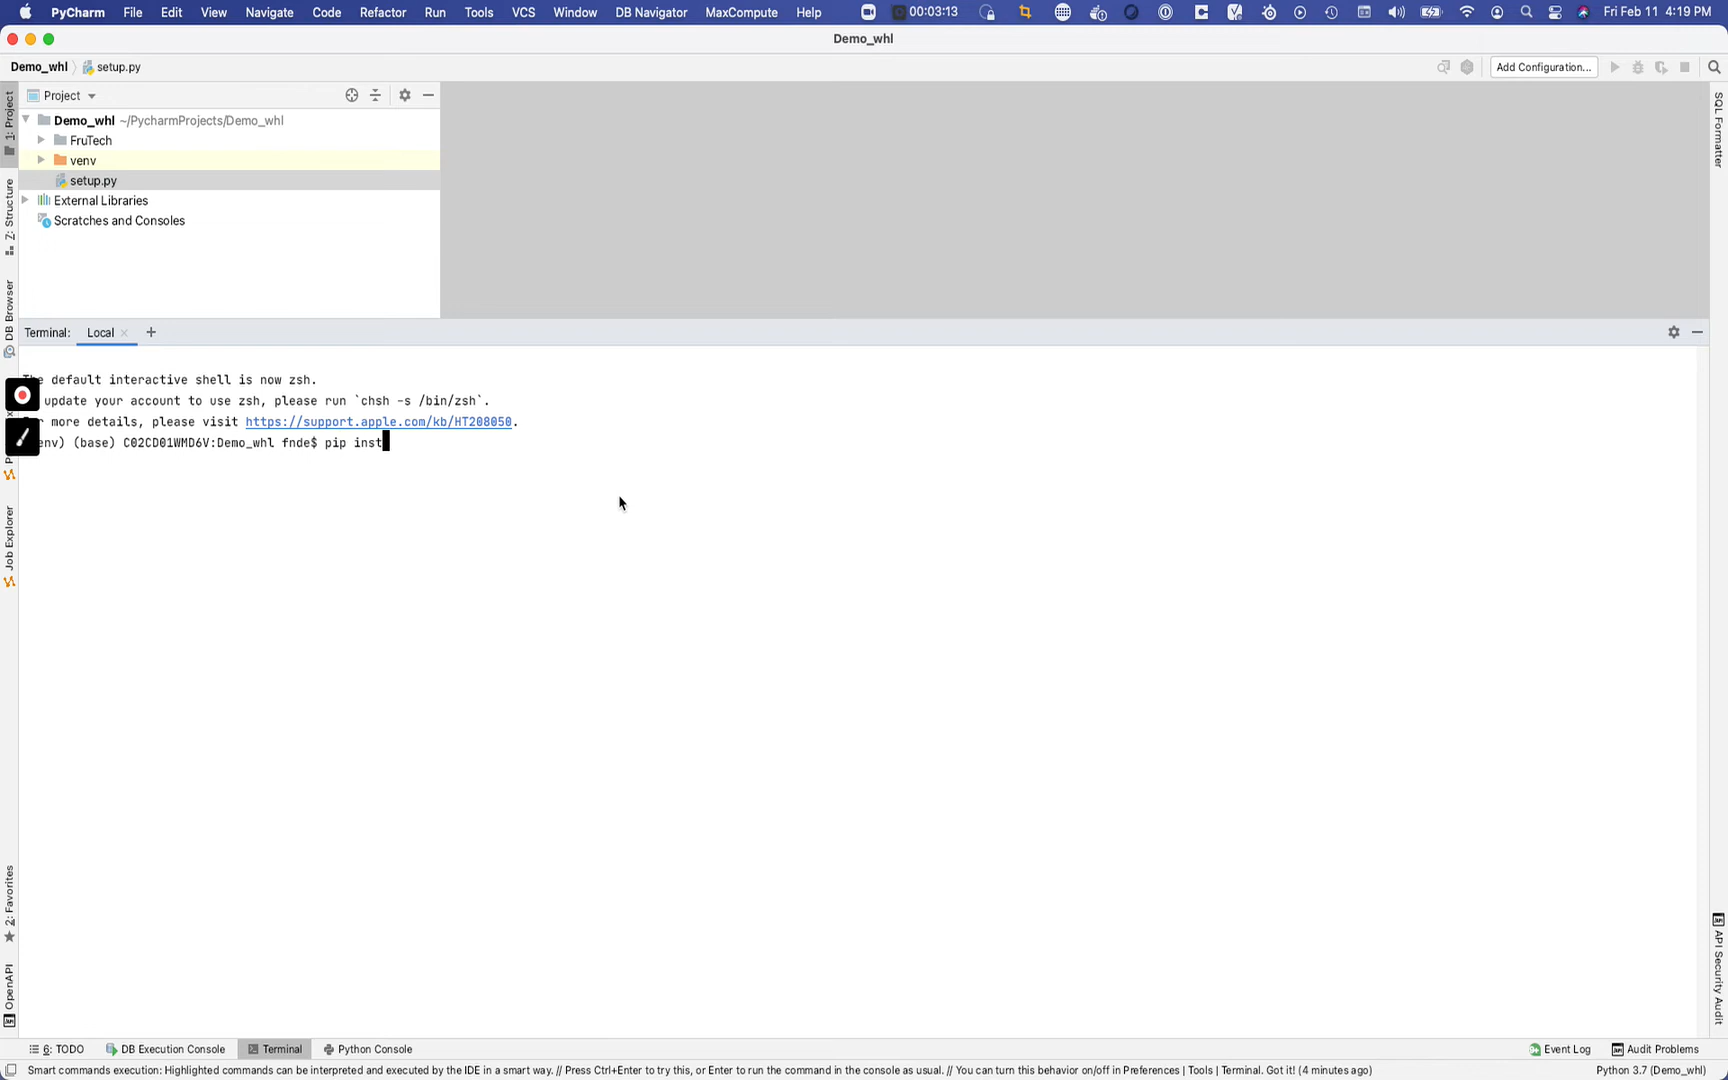 PyCharm File Edit View Navigate Code Refactor Run Tools VCS Window DB Navigator MaxCompute Help 00:03:13 Fri Feb 11 4:19 PM
Demo_whl
Demo_whl setup.py Add Configuration...
Project
Demo_whl ~/PycharmProjects/Demo_whl
FruTech
venv
setup.py
External Libraries
Scratches and Consoles
1: Project
7: Structure
DB Browser
Job Explorer
2: Favorites
OpenAPI
SQL Formatter
API Security Audit
Terminal: Local
default interactive shell is now zsh.
update your account to use zsh, please run `chsh -s /bin/zsh`.
more details, please visit https://support.apple.com/kb/HT208050.
env) (base) C02CD01WMD6V:Demo_whl fnde$ pip inst
6: TODO DB Execution Console Terminal Python Console Event Log Audit Problems
Smart commands execution: Highlighted commands can be interpreted and executed by the IDE in a smart way. // Press Ctrl+Enter to try this, or Enter to run the command in the console as usual. // You can turn this behavior on/off in Preferences | Tools | Terminal. Got it! (4 minutes ago) Python 3.7 (Demo_whl)